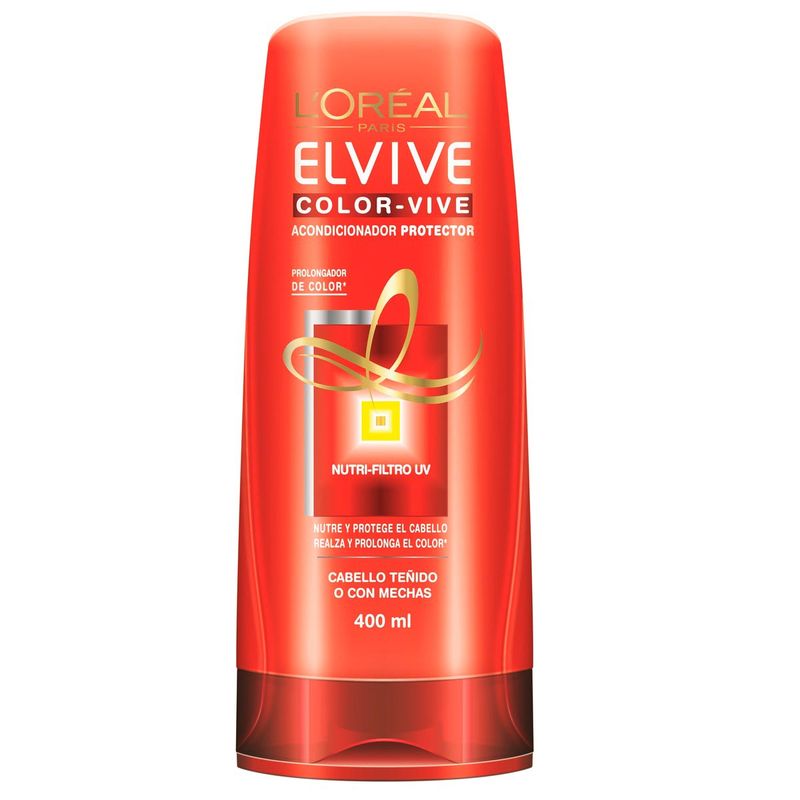 L'ORÉAL
PARIS
ELVIVE
COLOR-VIVE
ACONDICIONADOR PROTECTOR
PROLONGADOR
DE COLOR*
NUTRI-FILTRO UV
NUTRE Y PROTEGE EL CABELLO
REALZA Y PROLONGA EL COLOR*
CABELLO TEÑIDO
O CON MECHAS
400 ml